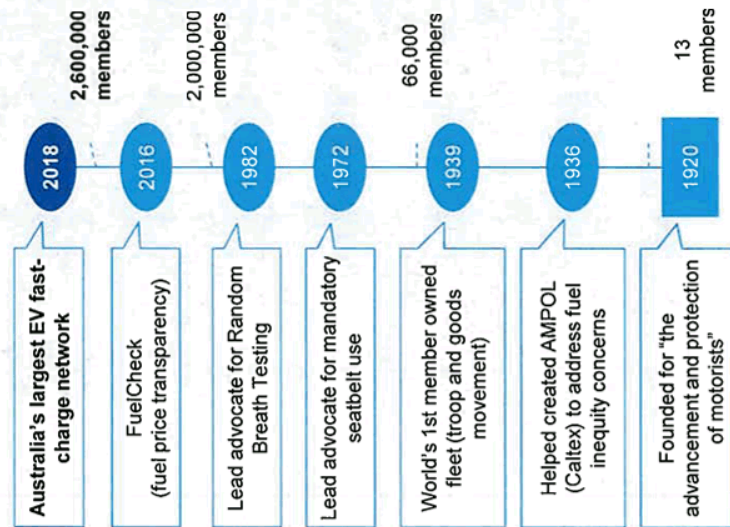 Australia's largest EV fast-
charge network
2018
2,600,000
members
FuelCheck
(fuel price transparency)
2016
2,000,000
members
Lead advocate for Random
Breath Testing
1982
Lead advocate for mandatory
seatbelt use
1972
World's 1st member owned
fleet (troop and goods
movement)
1939
66,000
members
Helped created AMPOL
(Caltex) to address fuel
inequity concerns
1936
Founded for "the
advancement and protection
of motorists"
1920
13
members